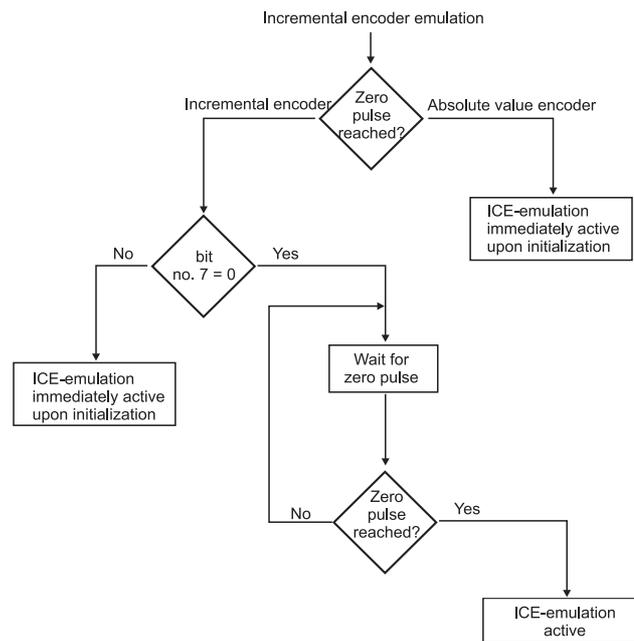 Incremental encoder emulation
Zero
pulse
reached?
Incremental encoder
Absolute value encoder
ICE-emulation
immediately active
upon initialization
bit
no. 7 = 0
No
Yes
ICE-emulation
immediately active
upon initialization
Wait for
zero pulse
Zero
pulse
reached?
No
Yes
ICE-emulation
active